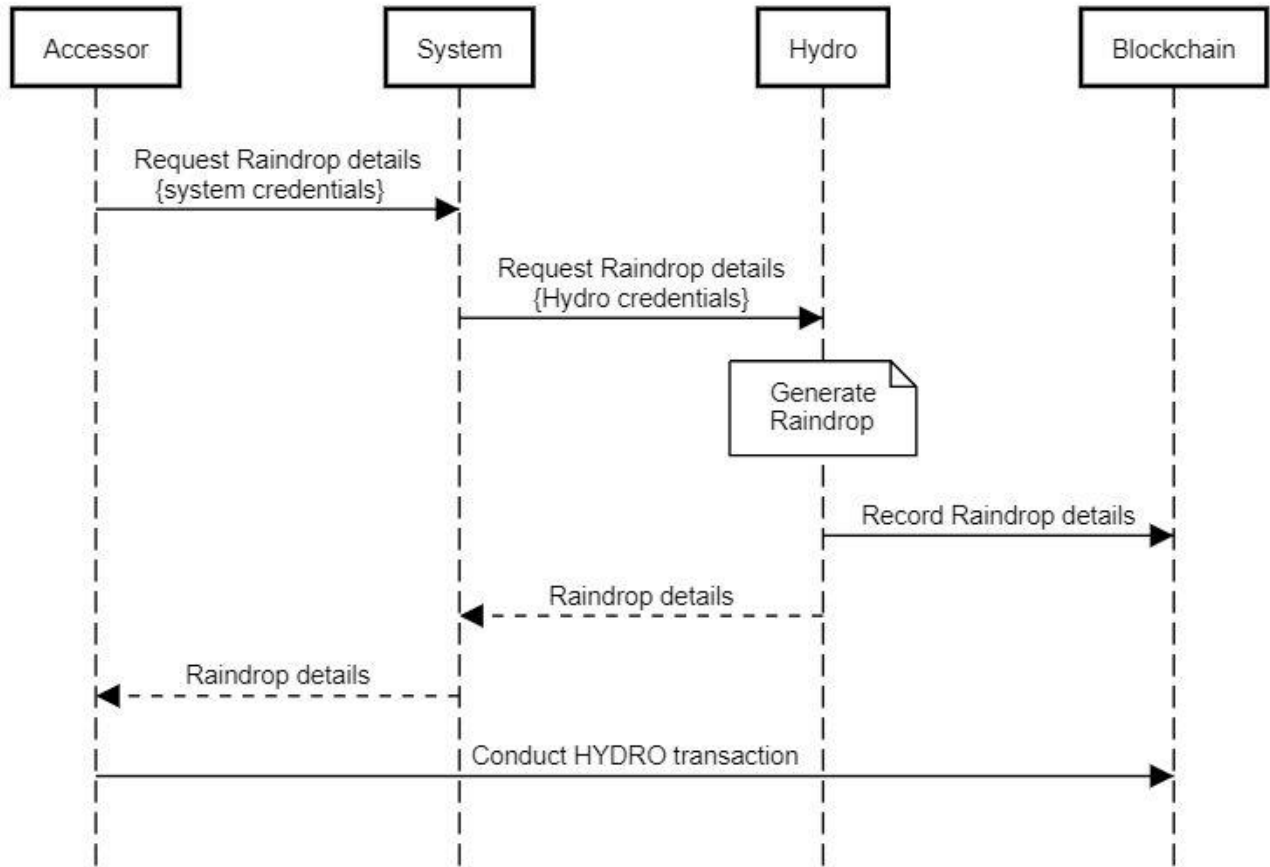 Accessor
System
Hydro
Blockchain
Request Raindrop details
{system credentials}
Request Raindrop details
{Hydro credentials}
Generate
Raindrop
Record Raindrop details
Raindrop details
Raindrop details
Conduct HYDRO transaction